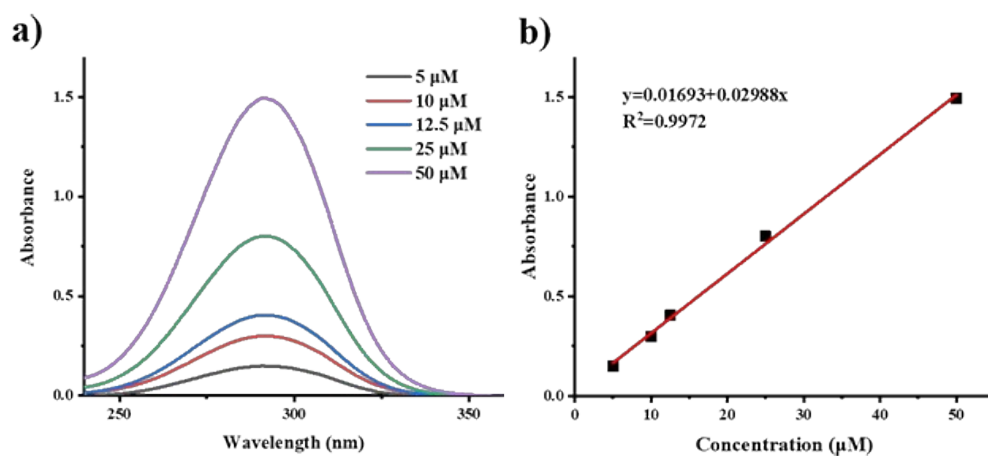 a)
5 μM
10 μM
12.5 μM
25 μM
50 μM
1.5
1.0
0.5
0.0
250
300
350
Absorbance
Wavelength (nm)
b)
y=0.01693+0.02988x
R²=0.9972
1.5
1.0
0.5
0.0
0
10
20
30
40
50
Absorbance
Concentration (μM)